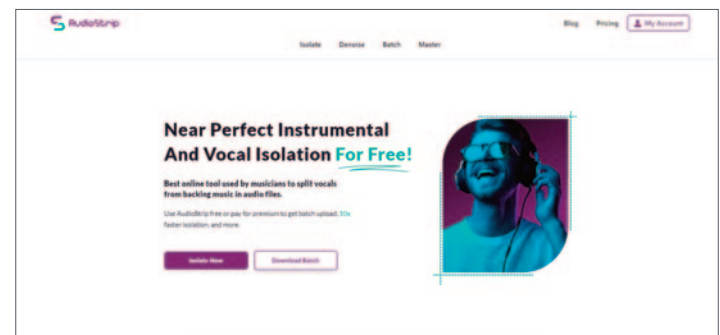 AudioStrip
Blog Pricing My Account
Isolate Denoise Batch Master
Near Perfect Instrumental
And Vocal Isolation For Free!
Best online tool used by musicians to split vocals
from backing music in audio files.
Use AudioStrip free or pay for premium to get batch upload, 10x
faster isolation, and more.
Isolate Now Download Batch